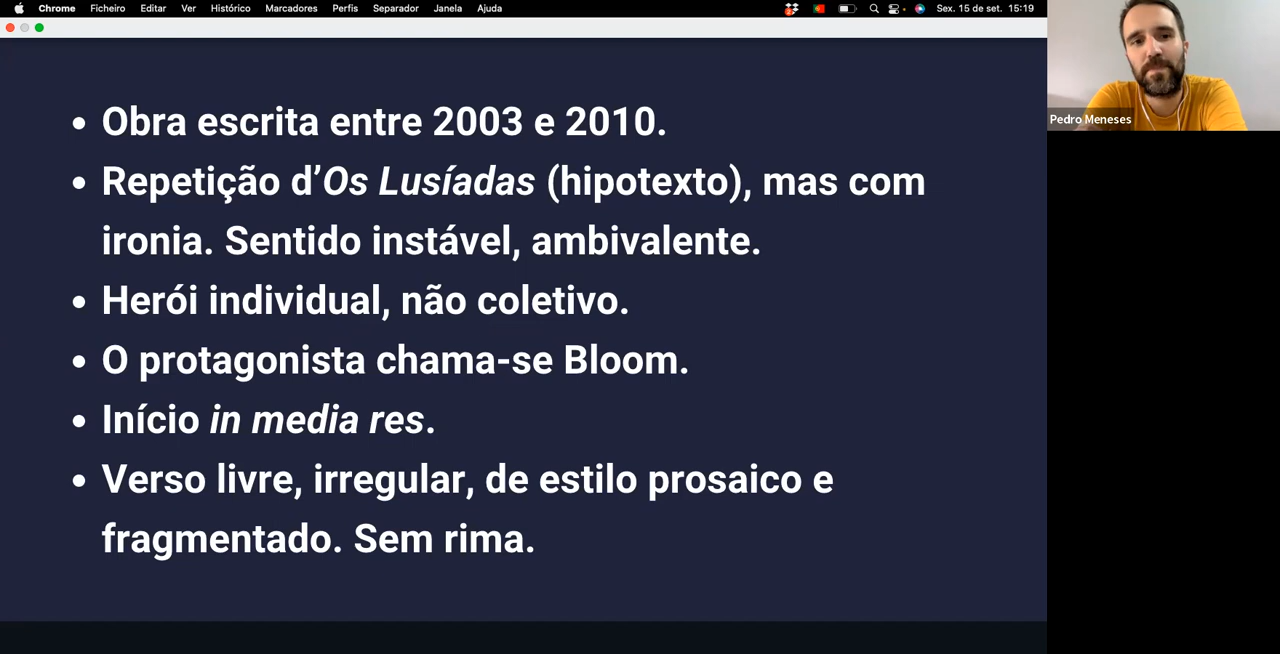 Chrome Ficheiro Editar Ver Histórico Marcadores Perfis Separador Janela Ajuda Sex. 15 de set. 15:19
Pedro Meneses
• Obra escrita entre 2003 e 2010.
• Repetição d’Os Lusíadas (hipotexto), mas com
ironia. Sentido instável, ambivalente.
• Herói individual, não coletivo.
• O protagonista chama-se Bloom.
• Início in media res.
• Verso livre, irregular, de estilo prosaico e
fragmentado. Sem rima.